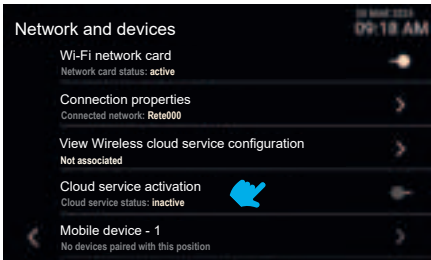 Network and devices
09:18 AM
Wi-Fi network card
Network card status: active
Connection properties
Connected network: Rete000
View Wireless cloud service configuration
Not associated
Cloud service activation
Cloud service status: inactive
Mobile device - 1
No devices paired with this position